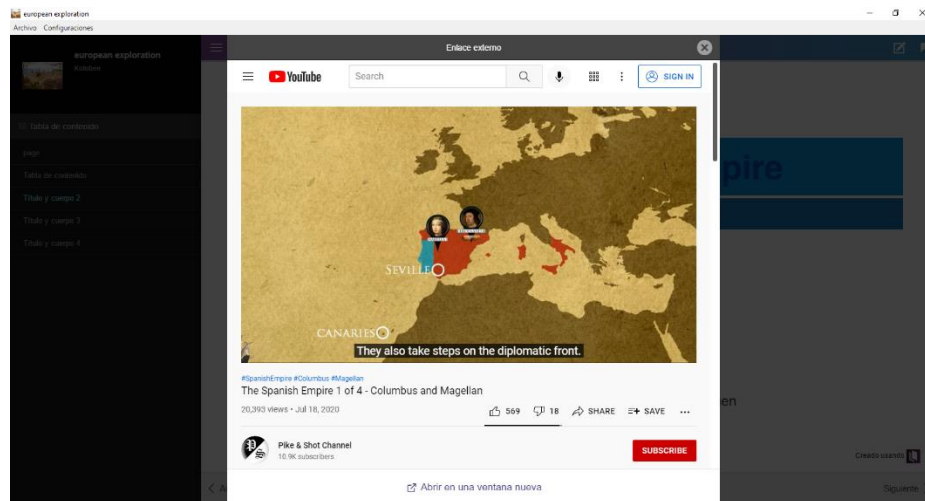 european exploration
Archivo Configuraciones
european exploration
Kotobee
Enlace externo
YouTube
Search
SIGN IN
Tabla de contenido
page
Tabla de contenido
Título y cuerpo 2
Título y cuerpo 3
Título y cuerpo 4
pire
SEVILLE
CANARIES
They also take steps on the diplomatic front.
#SpanishEmpire #Columbus #Magellan
The Spanish Empire 1 of 4 - Columbus and Magellan
20,393 views • Jul 18, 2020
569 18 SHARE SAVE ...
en
Pike & Shot Channel
10.9K subscribers
SUBSCRIBE
Creado usando
Abrir en una ventana nueva
Siguiente